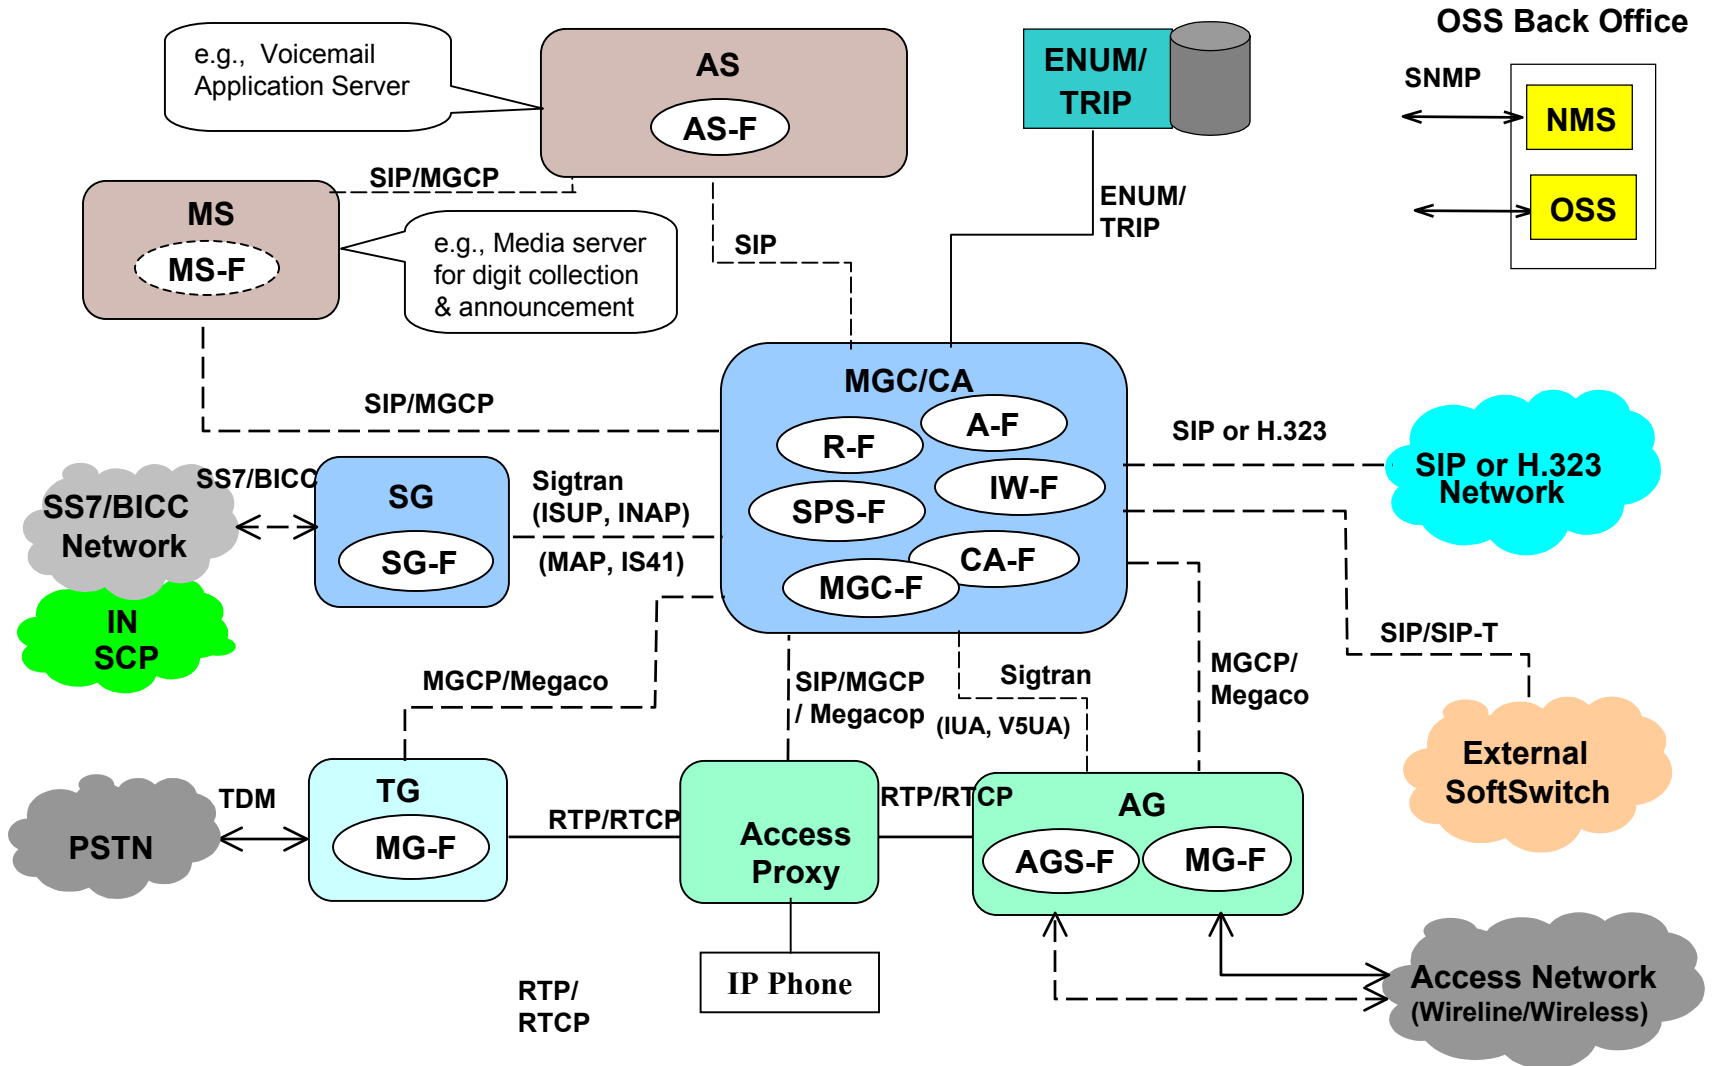 OSS Back Office
e.g., Voicemail
Application Server
AS
AS-F
ENUM/
TRIP
SNMP
NMS
OSS
SIP/MGCP
MS
MS-F
e.g., Media server
for digit collection
& announcement
SIP
ENUM/
TRIP
MGC/CA
R-F
A-F
IW-F
SPS-F
CA-F
MGC-F
SIP/MGCP
SIP or H.323
SIP or H.323
Network
SS7/BICC
SS7/BICC
Network
IN
SCP
SG
SG-F
Sigtran
(ISUP, INAP)
(MAP, IS41)
MGCP/Megaco
SIP/MGCP
/ Megacop
Sigtran
(IUA, V5UA)
MGCP/
Megaco
SIP/SIP-T
External
SoftSwitch
PSTN
TDM
TG
MG-F
RTP/RTCP
Access
Proxy
RTP/RTCP
AG
AGS-F
MG-F
IP Phone
RTP/
RTCP
Access Network
(Wireline/Wireless)